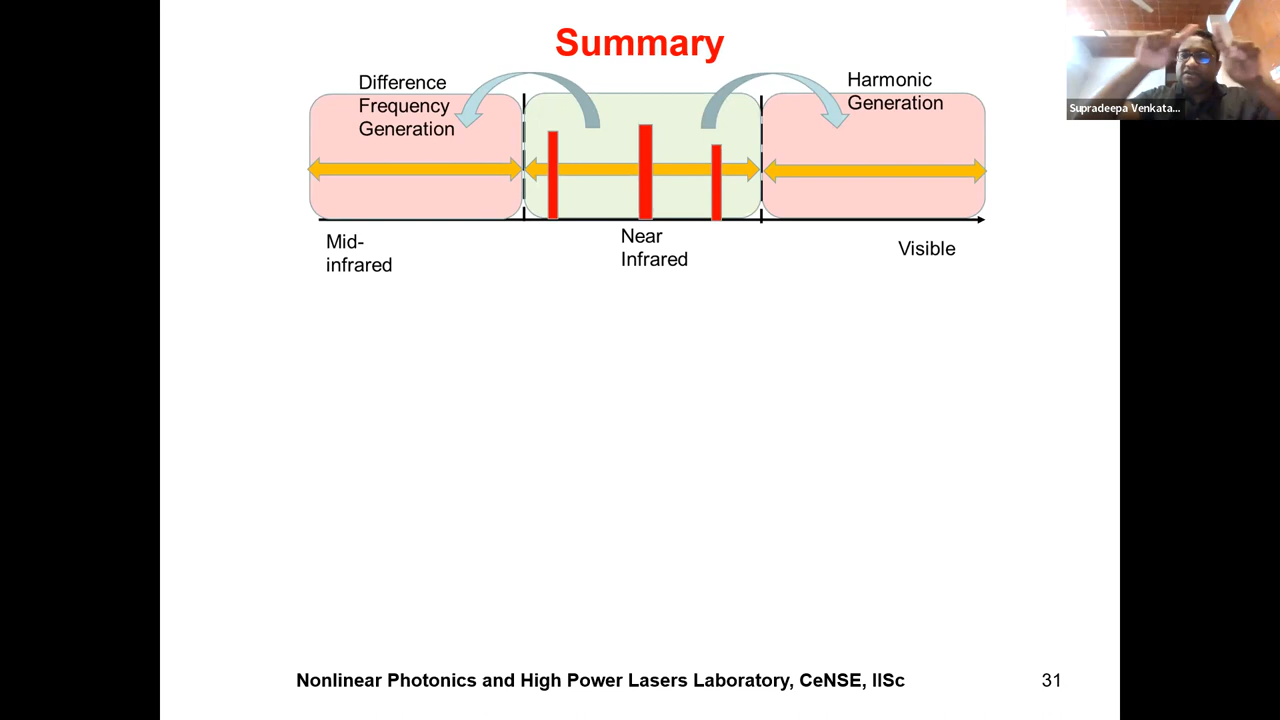 Summary
Difference
Frequency
Generation
Harmonic
Generation
Supradeepa Venkata...
Mid-
infrared
Near
Infrared
Visible
Nonlinear Photonics and High Power Lasers Laboratory, CeNSE, IISc
31